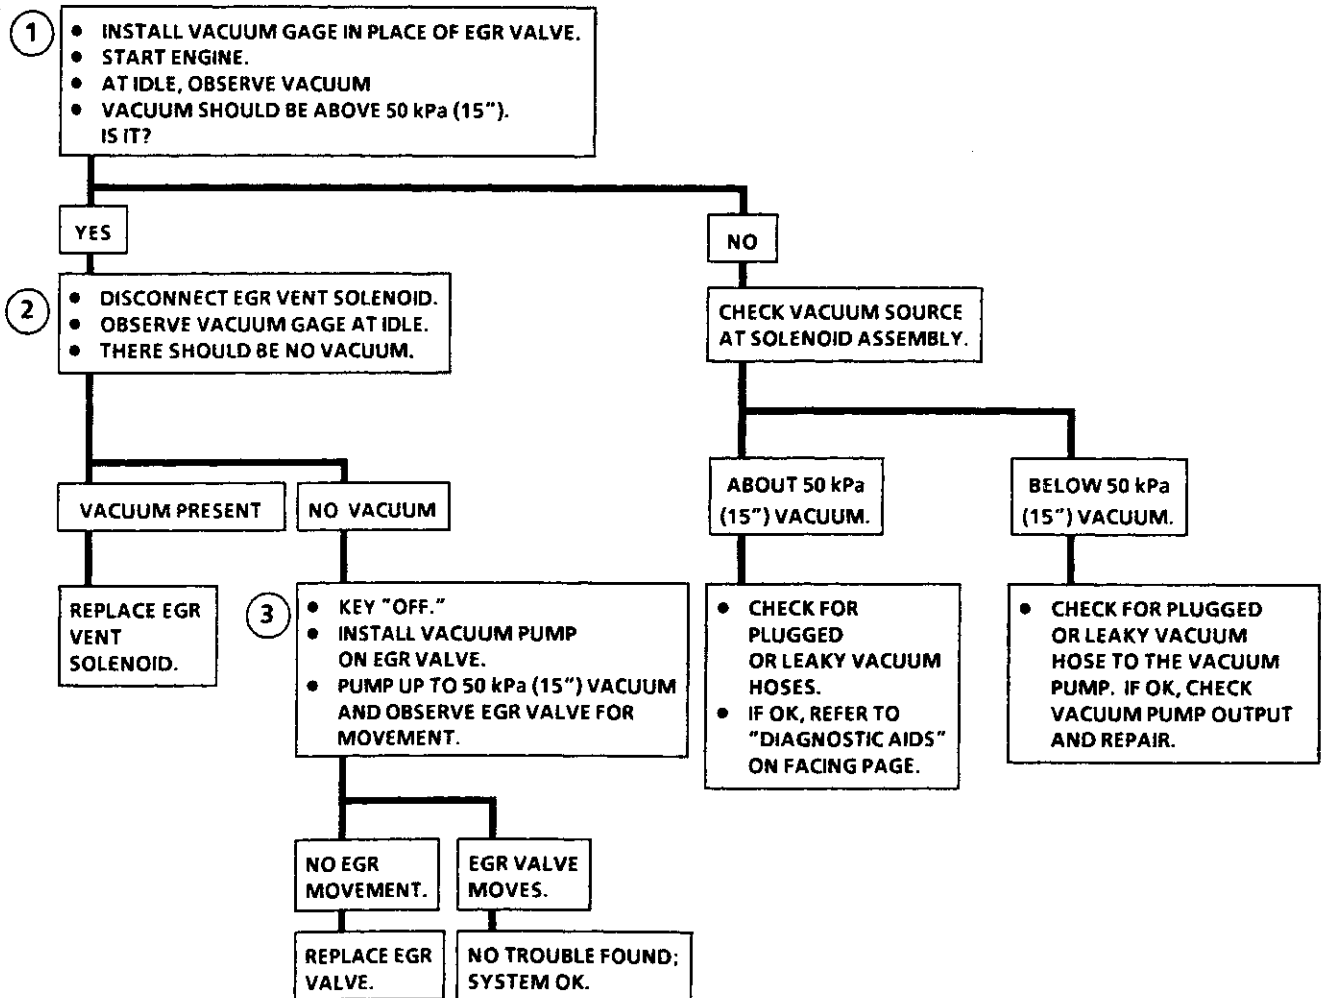 1
● INSTALL VACUUM GAGE IN PLACE OF EGR VALVE.
● START ENGINE.
● AT IDLE, OBSERVE VACUUM
● VACUUM SHOULD BE ABOVE 50 kPa (15").
IS IT?
YES
NO
2
● DISCONNECT EGR VENT SOLENOID.
● OBSERVE VACUUM GAGE AT IDLE.
● THERE SHOULD BE NO VACUUM.
CHECK VACUUM SOURCE
AT SOLENOID ASSEMBLY.
VACUUM PRESENT
NO VACUUM
ABOUT 50 kPa
(15") VACUUM.
BELOW 50 kPa
(15") VACUUM.
REPLACE EGR
VENT
SOLENOID.
3
● KEY "OFF."
● INSTALL VACUUM PUMP
ON EGR VALVE.
● PUMP UP TO 50 kPa (15") VACUUM
AND OBSERVE EGR VALVE FOR
MOVEMENT.
● CHECK FOR
PLUGGED
OR LEAKY VACUUM
HOSES.
● IF OK, REFER TO
"DIAGNOSTIC AIDS"
ON FACING PAGE.
● CHECK FOR PLUGGED
OR LEAKY VACUUM
HOSE TO THE VACUUM
PUMP. IF OK, CHECK
VACUUM PUMP OUTPUT
AND REPAIR.
NO EGR
MOVEMENT.
EGR VALVE
MOVES.
REPLACE EGR
VALVE.
NO TROUBLE FOUND;
SYSTEM OK.